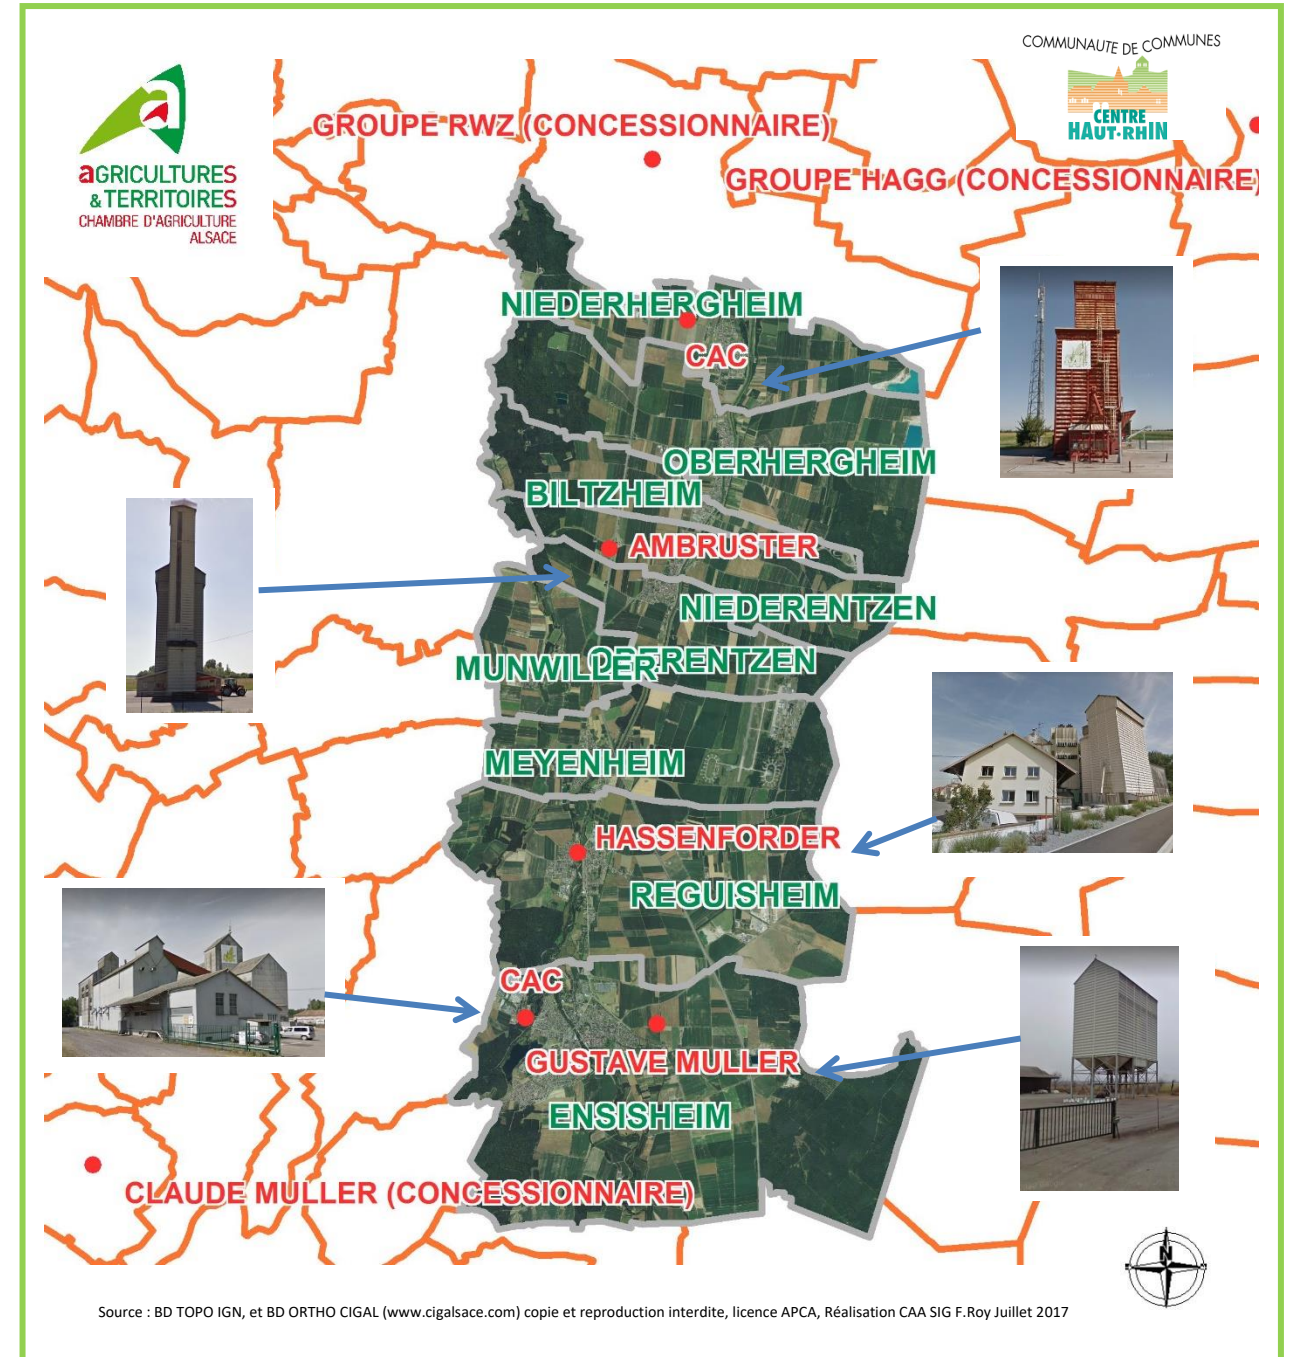 COMMUNAUTE DE COMMUNES
CENTRE
HAUT-RHIN
aGRICULTURES
& TERRITOIRES
CHAMBRE D'AGRICULTURE
ALSACE
GROUPE RWZ (CONCESSIONNAIRE)
GROUPE HAGG (CONCESSIONNAIRE)
NIEDERHERGHEIM
CAC
OBERHERGHEIM
BILTZHEIM
AMBRUSTER
NIEDERENTZEN
OBERENTZEN
MUNWILLER
MEYENHEIM
HASSENFORDER
REGUISHEIM
CAC
GUSTAVE MULLER
ENSISHEIM
CLAUDE MULLER (CONCESSIONNAIRE)
N
Source : BD TOPO IGN, et BD ORTHO CIGAL (www.cigalsace.com) copie et reproduction interdite, licence APCA, Réalisation CAA SIG F.Roy Juillet 2017